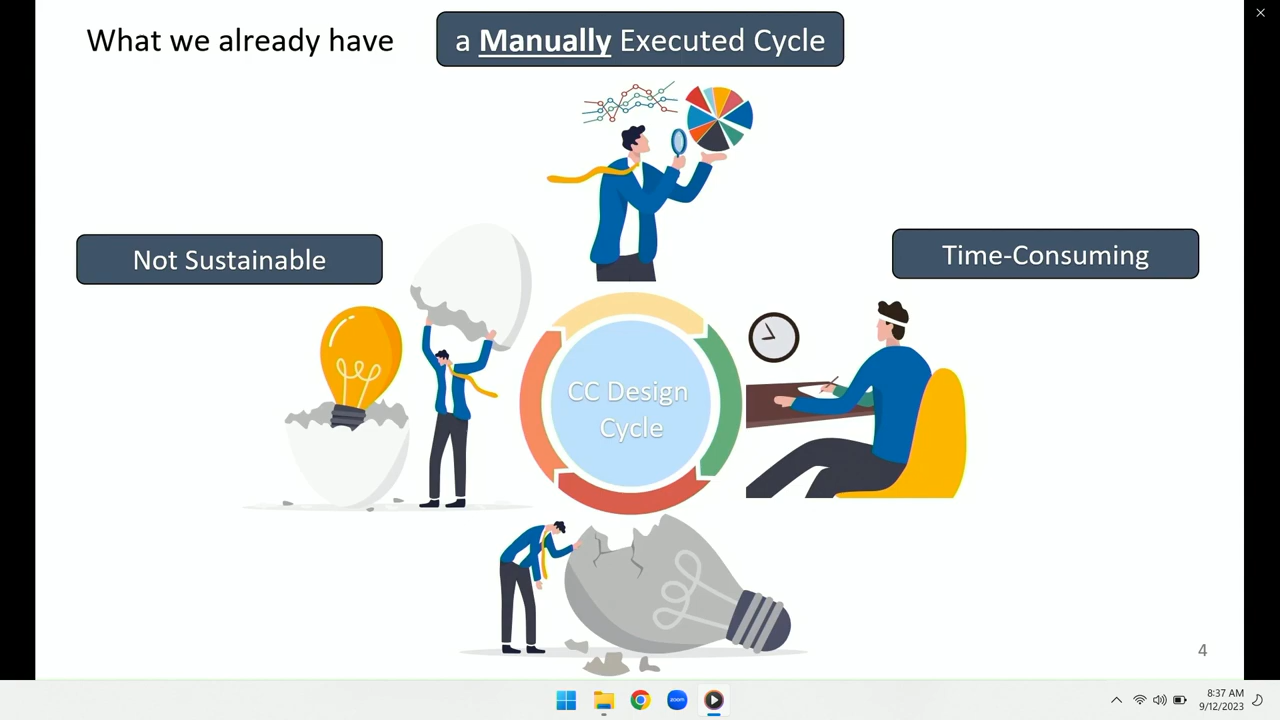 What we already have
a Manually Executed Cycle
Not Sustainable
Time-Consuming
CC Design
Cycle
4
zoom
8:37 AM
9/12/2023